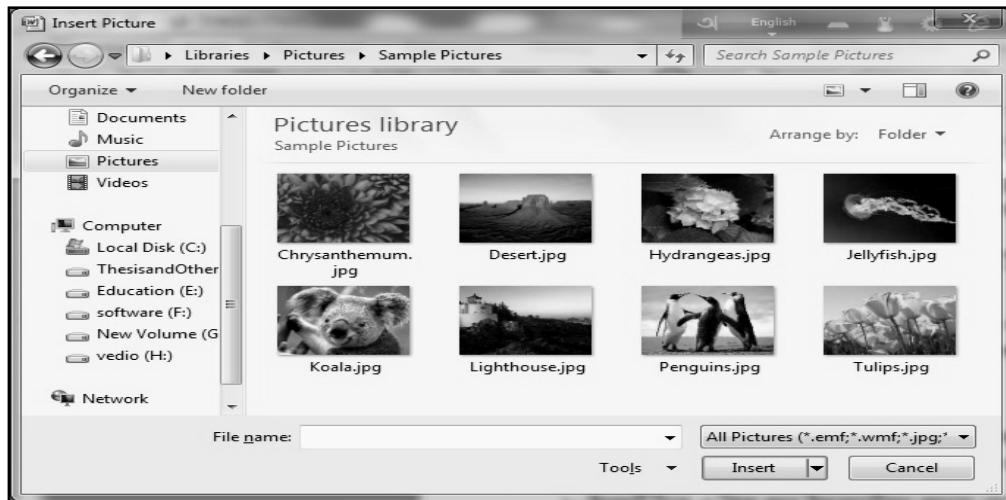 Insert Picture
English
Libraries ▸ Pictures ▸ Sample Pictures
Search Sample Pictures
Organize ▾ New folder
Documents
Music
Pictures
Videos
Computer
Local Disk (C:)
ThesisandOther
Education (E:)
software (F:)
New Volume (G
vedio (H:)
Network
Pictures library
Sample Pictures
Arrange by: Folder ▾
Chrysanthemum.
jpg
Desert.jpg
Hydrangeas.jpg
Jellyfish.jpg
Koala.jpg
Lighthouse.jpg
Penguins.jpg
Tulips.jpg
File name:
All Pictures (*.emf;*.wmf;*.jpg;*
Tools ▾
Insert
Cancel